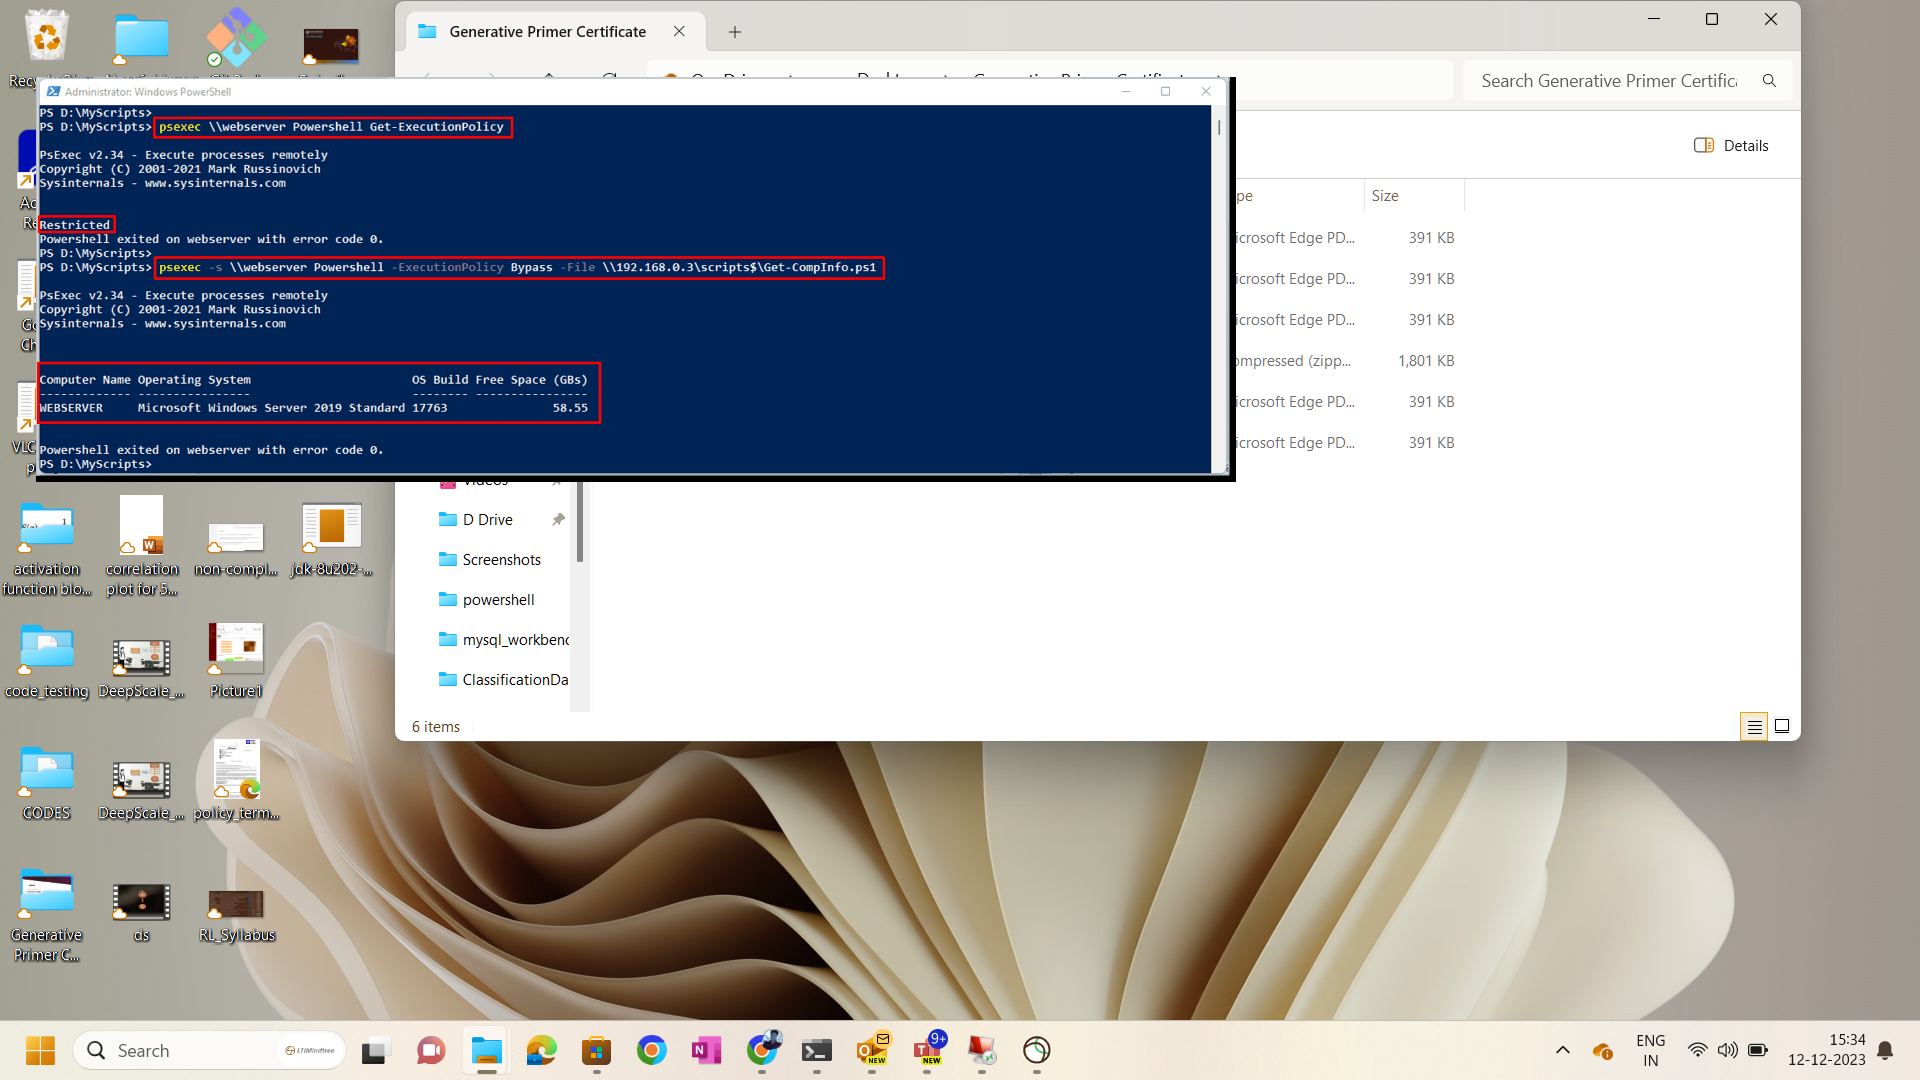 Generative Primer Certificate
Search Generative Primer Certifica
Details
Size
Administrator: Windows PowerShell
PS D:\MyScripts>
PS D:\MyScripts> psexec \\webserver Powershell Get-ExecutionPolicy
PsExec v2.34 - Execute processes remotely
Copyright (C) 2001-2021 Mark Russinovich
Sysinternals - www.sysinternals.com
Restricted
Powershell exited on webserver with error code 0.
PS D:\MyScripts>
PS D:\MyScripts> psexec -s \\webserver Powershell -ExecutionPolicy Bypass -File \\192.168.0.3\scripts$\Get-CompInfo.ps1
PsExec v2.34 - Execute processes remotely
Copyright (C) 2001-2021 Mark Russinovich
Sysinternals - www.sysinternals.com
Computer Name Operating System OS Build Free Space (GBs)
------------- ---------------- -------- ----------------
WEBSERVER Microsoft Windows Server 2019 Standard 17763 58.55
Powershell exited on webserver with error code 0.
PS D:\MyScripts>
pe
icrosoft Edge PD... 391 KB
icrosoft Edge PD... 391 KB
icrosoft Edge PD... 391 KB
ompressed (zipp... 1,801 KB
icrosoft Edge PD... 391 KB
icrosoft Edge PD... 391 KB
Videos
D Drive
Screenshots
powershell
mysql_workbenc
ClassificationDa
6 items
activation
function blo...
correlation
plot for 5...
non-compl...
jdk-8u202-...
code_testing
DeepScale_...
Picture1
CODES
DeepScale_...
policy_term...
Generative
Primer C...
ds
RL_Syllabus
Search
LTIMindtree
NEW
9+
NEW
ENG
IN
15:34
12-12-2023